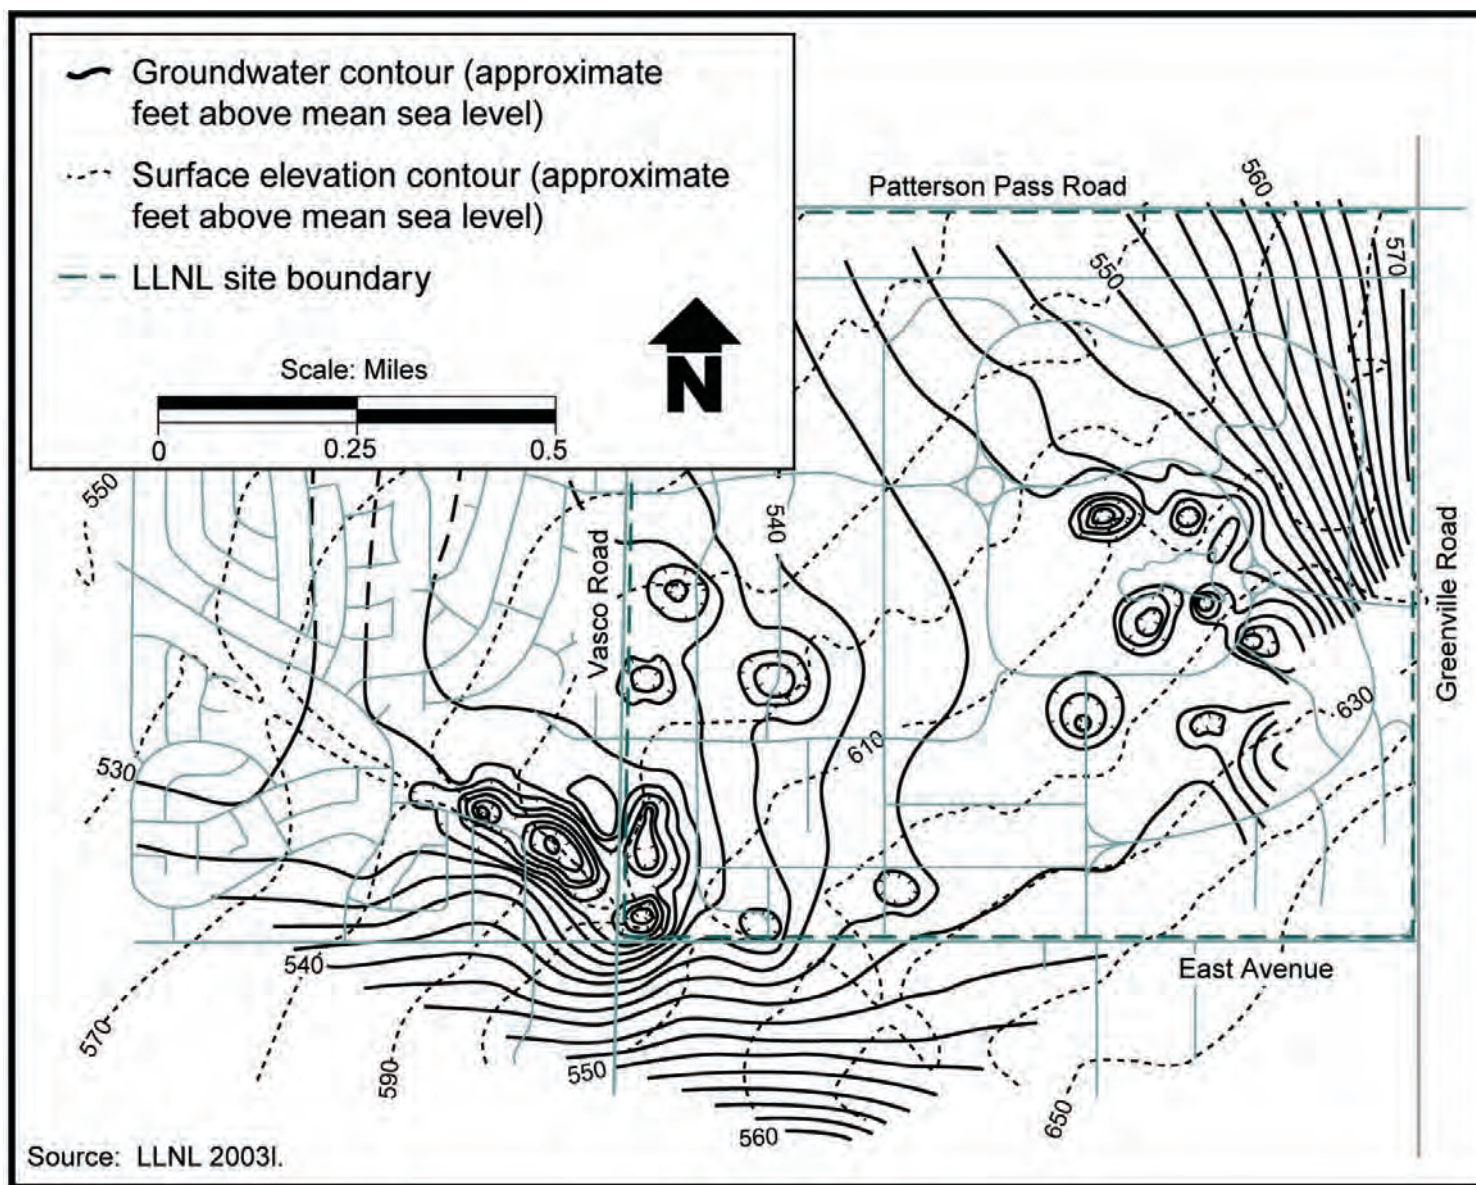 Groundwater contour (approximate
feet above mean sea level)
Surface elevation contour (approximate
feet above mean sea level)
LLNL site boundary
Scale: Miles
0 0.25 0.5
N
Patterson Pass Road
560
550
570
550
Vasco Road
540
Greenville Road
630
610
530
540
East Avenue
570
590
550
560
650
Source: LLNL 2003l.